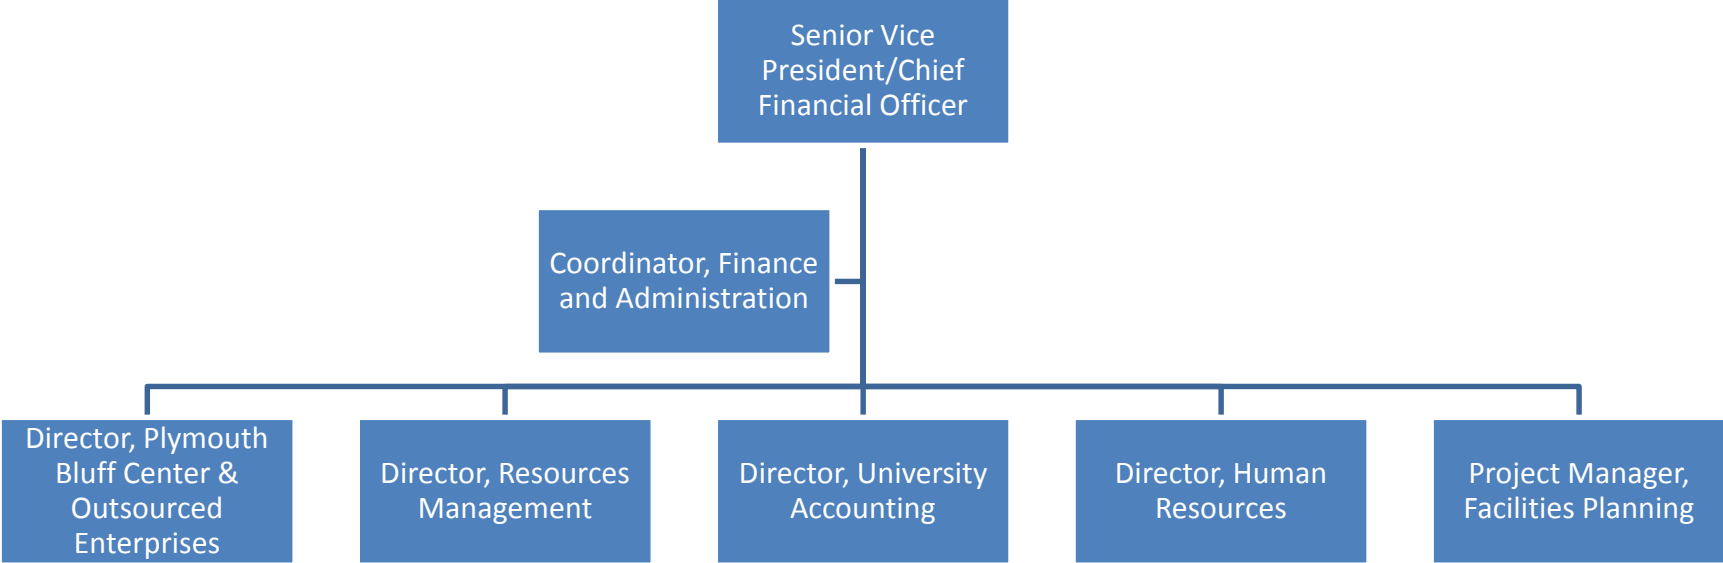 Senior Vice
President/Chief
Financial Officer
Coordinator, Finance
and Administration
Director, Plymouth
Bluff Center &
Outsourced
Enterprises
Director, Resources
Management
Director, University
Accounting
Director, Human
Resources
Project Manager,
Facilities Planning